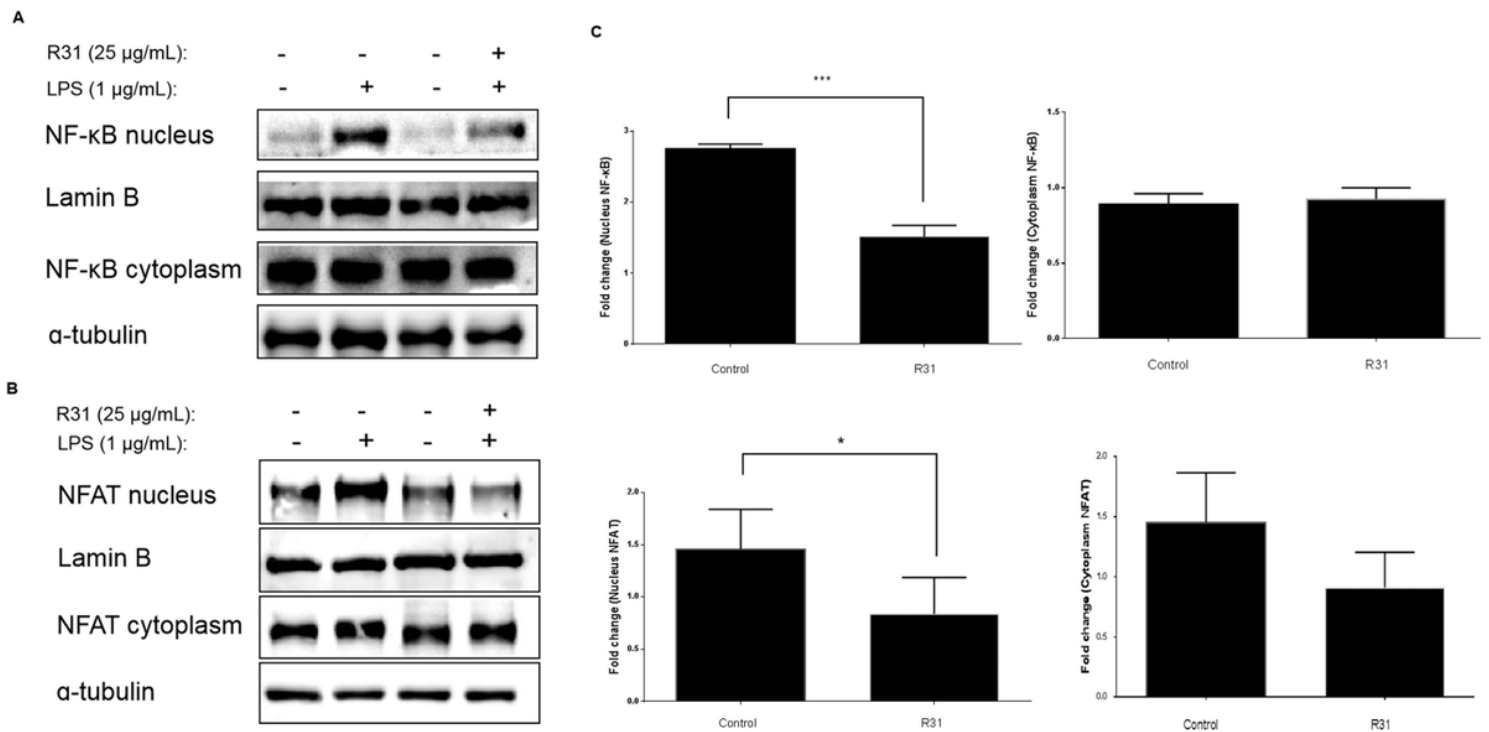 A
R31 (25 µg/mL): - - - +
LPS (1 µg/mL): - + - +
NF-κB nucleus
Lamin B
NF-κB cytoplasm
α-tubulin
B
R31 (25 µg/mL): - - - +
LPS (1 µg/mL): - + - +
NFAT nucleus
Lamin B
NFAT cytoplasm
α-tubulin
C
***
Fold change (Nucleus NF-κB)
3
2
1
0
Control R31
Fold change (Cytoplasm NF-κB)
1.5
1.0
0.5
0.0
Control R31
*
Fold change (Nucleus NFAT)
2.0
1.5
1.0
0.5
0.0
Control R31
Fold change (Cytoplasm NFAT)
2.0
1.5
1.0
0.5
0.0
Control R31